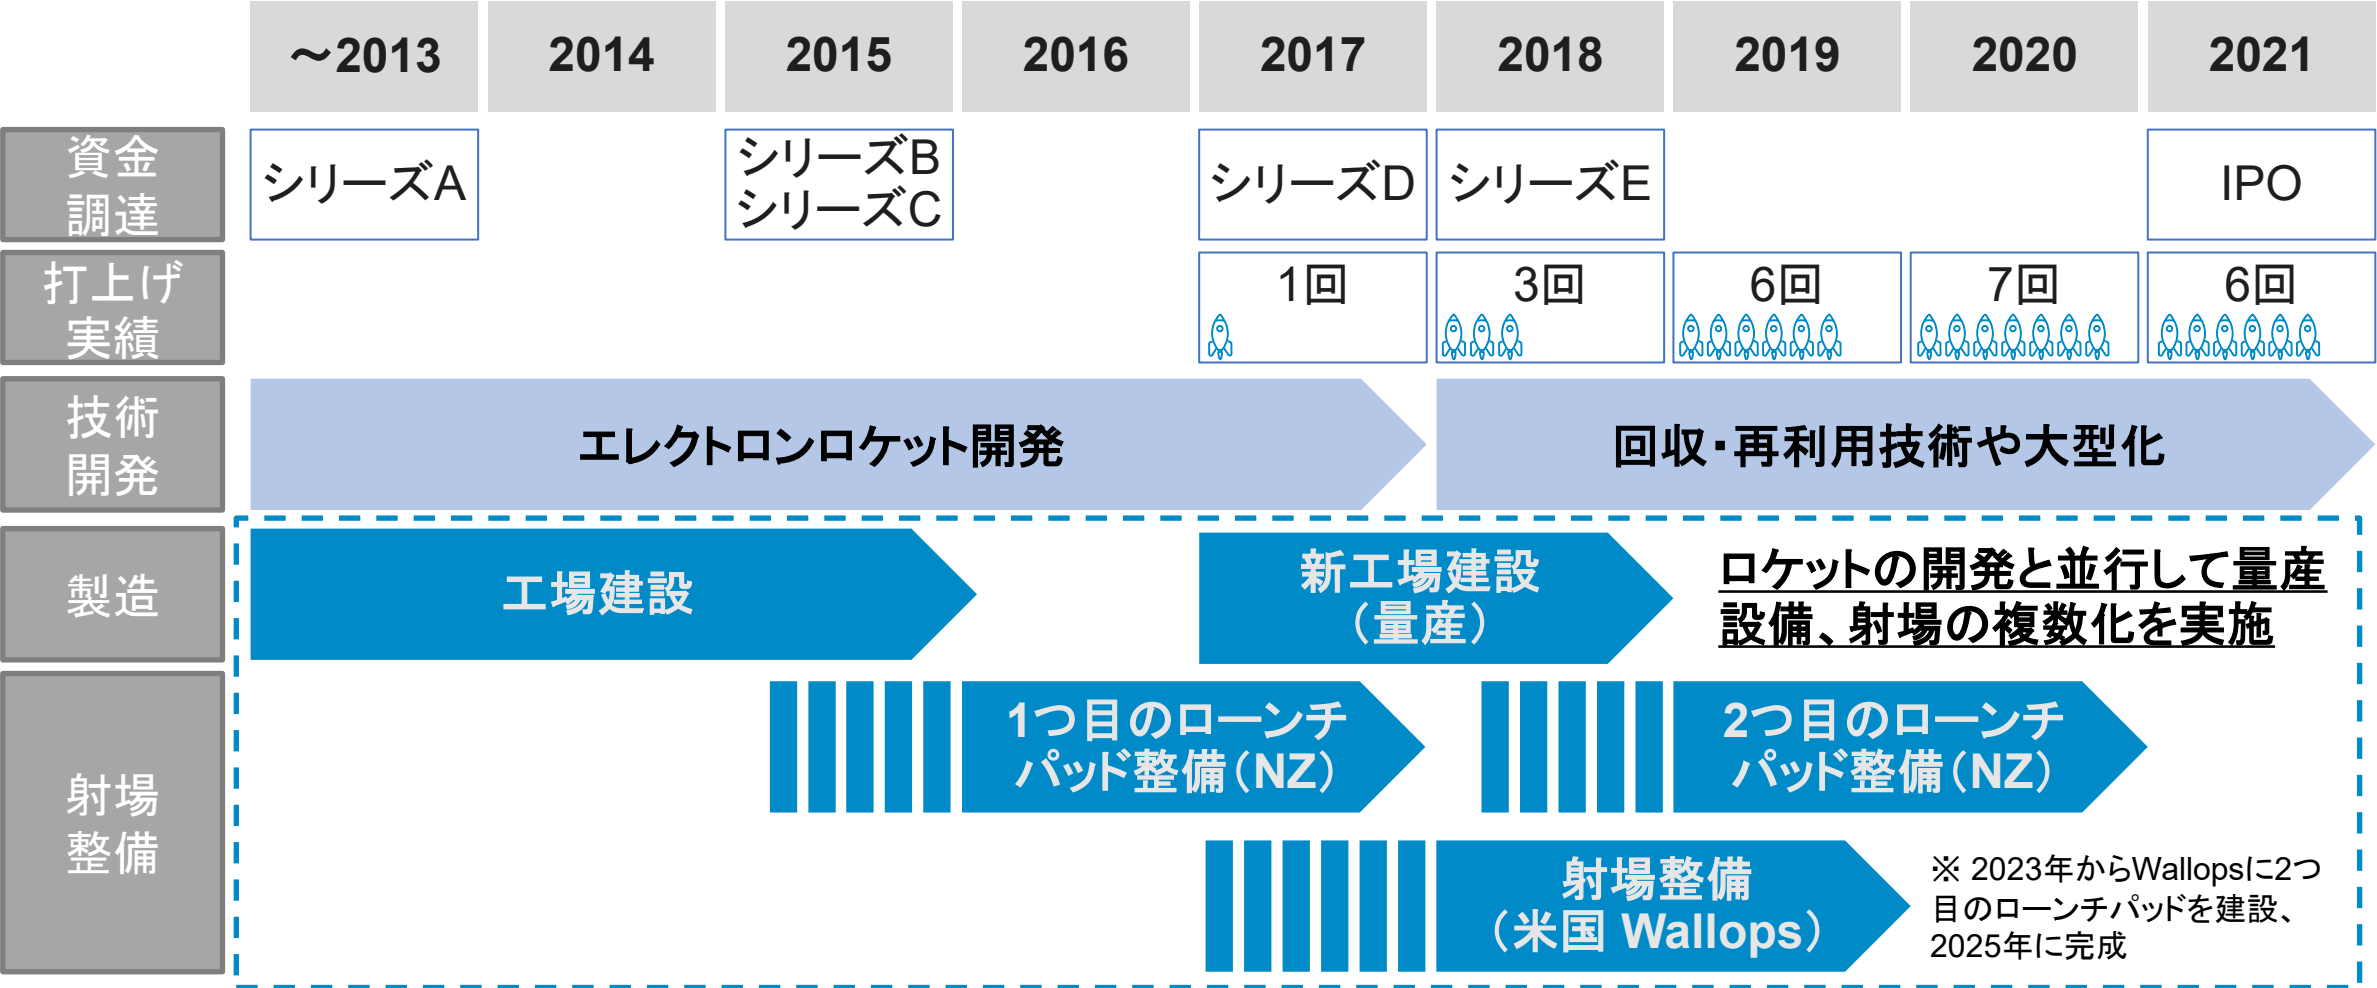 ～2013 2014 2015 2016 2017 2018 2019 2020 2021
資金
調達
シリーズA
シリーズB
シリーズC
シリーズD
シリーズE
IPO
打上げ
実績
1回
3回
6回
7回
6回
技術
開発
エレクトロンロケット開発
回収・再利用技術や大型化
製造
工場建設
新工場建設
（量産）
ロケットの開発と並行して量産
設備、射場の複数化を実施
射場
整備
1つ目のローンチ
パッド整備（NZ）
2つ目のローンチ
パッド整備（NZ）
射場整備
（米国 Wallops）
※ 2023年からWallopsに2つ
目のローンチパッドを建設、
2025年に完成